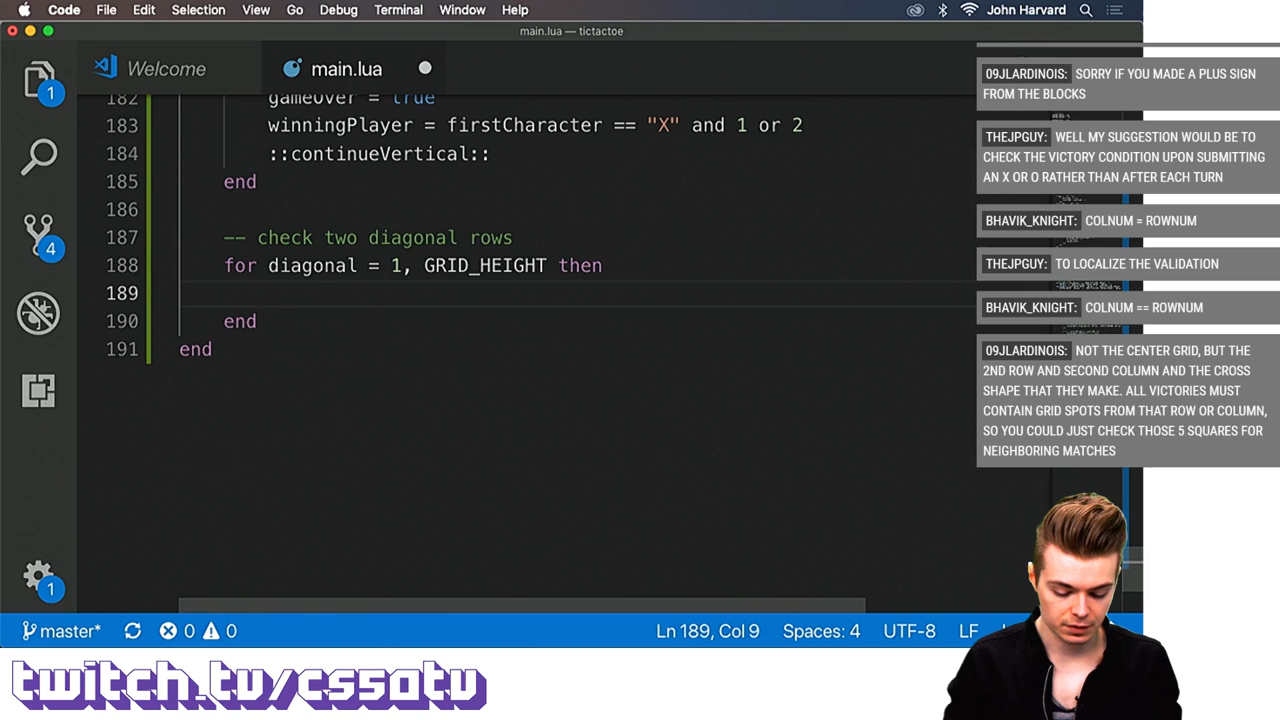 Code File Edit Selection View Go Debug Terminal Window Help John Harvard
main.lua — tictactoe
Welcome main.lua
182 gameOver = true
183 winningPlayer = firstCharacter == "X" and 1 or 2
184 ::continueVertical::
185 end
186
187 -- check two diagonal rows
188 for diagonal = 1, GRID_HEIGHT then
189
190 end
191 end
1
4
1
master* 0 0 Ln 189, Col 9 Spaces: 4 UTF-8 LF
twitch.tv/cs50tv
09JLARDINOIS: SORRY IF YOU MADE A PLUS SIGN
FROM THE BLOCKS
THEJPGUY: WELL MY SUGGESTION WOULD BE TO
CHECK THE VICTORY CONDITION UPON SUBMITTING
AN X OR O RATHER THAN AFTER EACH TURN
BHAVIK_KNIGHT: COLNUM = ROWNUM
THEJPGUY: TO LOCALIZE THE VALIDATION
BHAVIK_KNIGHT: COLNUM == ROWNUM
09JLARDINOIS: NOT THE CENTER GRID, BUT THE
2ND ROW AND SECOND COLUMN AND THE CROSS
SHAPE THAT THEY MAKE. ALL VICTORIES MUST
CONTAIN GRID SPOTS FROM THAT ROW OR COLUMN,
SO YOU COULD JUST CHECK THOSE 5 SQUARES FOR
NEIGHBORING MATCHES